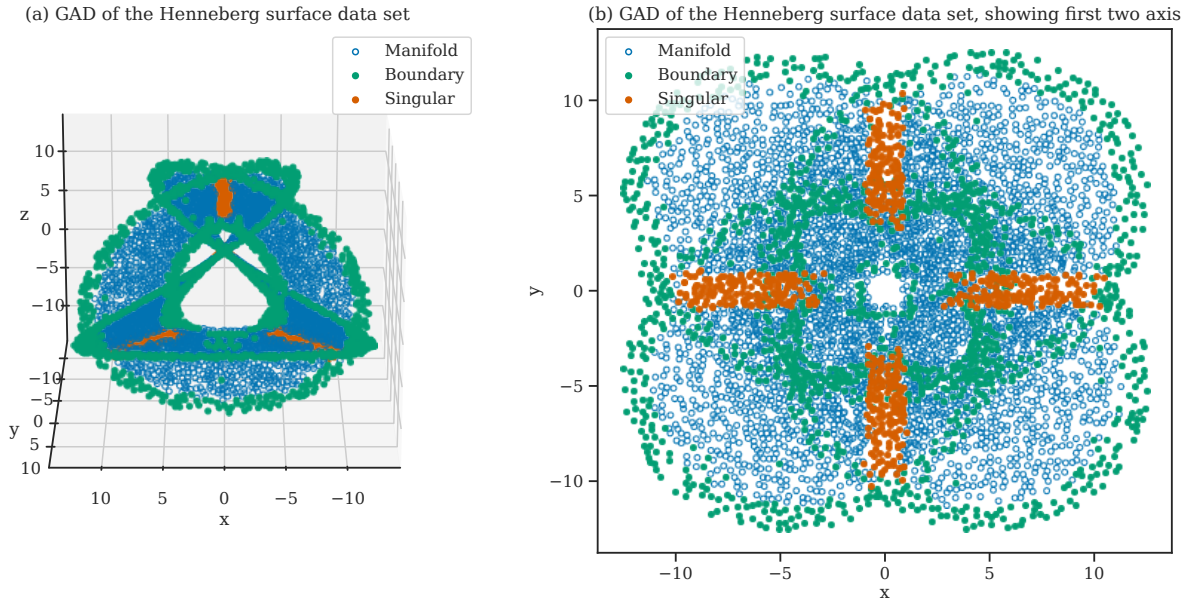 (a) GAD of the Henneberg surface data set
Manifold
Boundary
Singular
10
5
0
−5
−10
z
−10
−5
0
5
10
y
10
5
0
−5
−10
x
(b) GAD of the Henneberg surface data set, showing first two axis
Manifold
Boundary
Singular
10
5
0
−5
−10
y
−10
−5
0
5
10
x